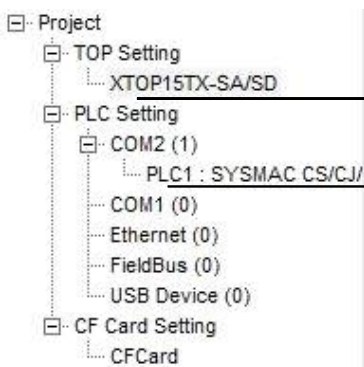 Project
TOP Setting
XTOP15TX-SA/SD
PLC Setting
COM2 (1)
PLC1 : SYSMAC CS/CJ/
COM1 (0)
Ethernet (0)
FieldBus (0)
USB Device (0)
CF Card Setting
CFCard